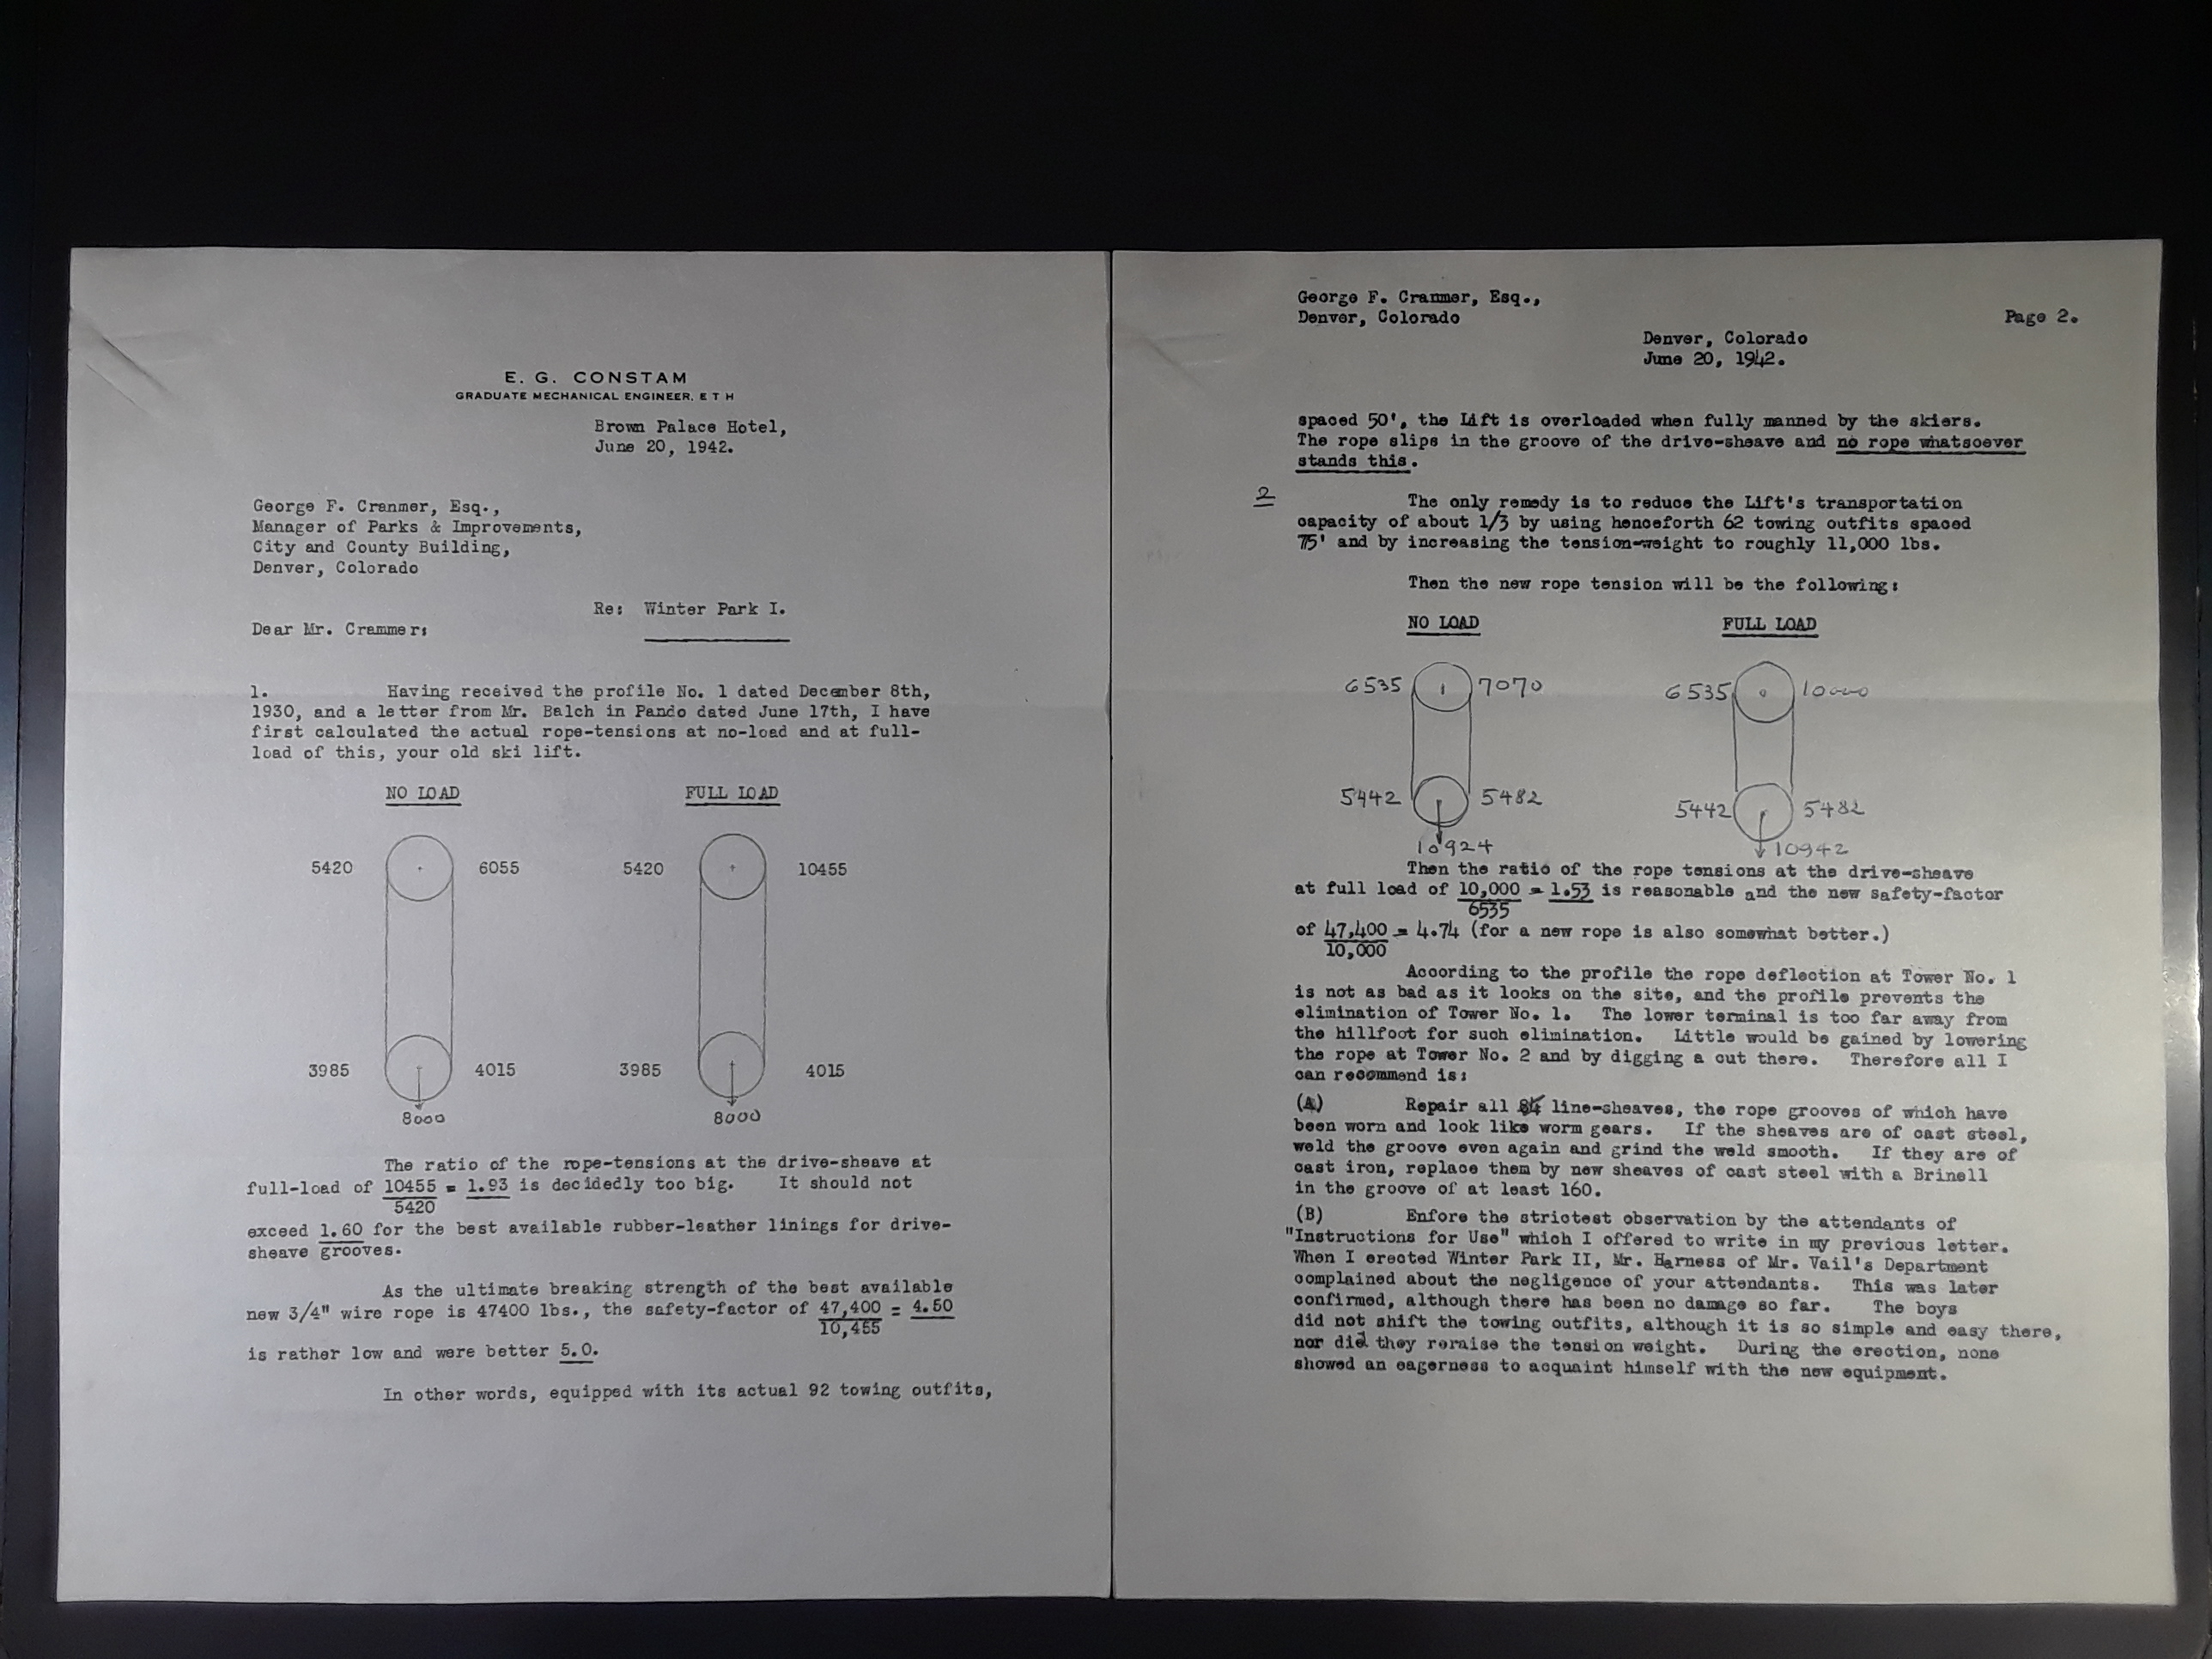 E. G. CONSTAM
GRADUATE MECHANICAL ENGINEER, E T H
Brown Palace Hotel,
June 20, 1942.
George F. Cranmer, Esq.,
Manager of Parks & Improvements,
City and County Building,
Denver, Colorado
Re: Winter Park I.
Dear Mr. Crammer:
1. Having received the profile No. 1 dated December 8th,
1930, and a letter from Mr. Balch in Pando dated June 17th, I have
first calculated the actual rope-tensions at no-load and at full-
load of this, your old ski lift.
NO LOAD FULL LOAD
5420 6055 5420 10455
3985 4015 3985 4015
8000 8000
The ratio of the rope-tensions at the drive-sheave at
full-load of 10455 = 1.93 is decidedly too big. It should not
5420
exceed 1.60 for the best available rubber-leather linings for drive-
sheave grooves.
As the ultimate breaking strength of the best available
new 3/4" wire rope is 47400 lbs., the safety-factor of 47,400 = 4.50
10,455
is rather low and were better 5.0.
In other words, equipped with its actual 92 towing outfits,
George F. Cranmer, Esq.,
Denver, Colorado
Page 2.
Denver, Colorado
June 20, 1942.
spaced 50', the Lift is overloaded when fully manned by the skiers.
The rope slips in the groove of the drive-sheave and no rope whatsoever
stands this.
2 The only remedy is to reduce the Lift's transportation
capacity of about 1/3 by using henceforth 62 towing outfits spaced
75' and by increasing the tension-weight to roughly 11,000 lbs.
Then the new rope tension will be the following:
NO LOAD FULL LOAD
6535 7070 6535 10000
5442 5482 5442 5482
10924 10942
Then the ratio of the rope tensions at the drive-sheave
at full load of 10,000 = 1.53 is reasonable and the new safety-factor
6535
of 47,400 = 4.74 (for a new rope is also somewhat better.)
10,000
According to the profile the rope deflection at Tower No. 1
is not as bad as it looks on the site, and the profile prevents the
elimination of Tower No. 1. The lower terminal is too far away from
the hillfoot for such elimination. Little would be gained by lowering
the rope at Tower No. 2 and by digging a cut there. Therefore all I
can recommend is:
(A) Repair all line-sheaves, the rope grooves of which have
been worn and look like worm gears. If the sheaves are of cast steel,
weld the groove even again and grind the weld smooth. If they are of
cast iron, replace them by new sheaves of cast steel with a Brinell
in the groove of at least 160.
(B) Enfore the strictest observation by the attendants of
"Instructions for Use" which I offered to write in my previous letter.
When I erected Winter Park II, Mr. Harness of Mr. Vail's Department
complained about the negligence of your attendants. This was later
confirmed, although there has been no damage so far. The boys
did not shift the towing outfits, although it is so simple and easy there,
nor did they reraise the tension weight. During the erection, none
showed an eagerness to acquaint himself with the new equipment.